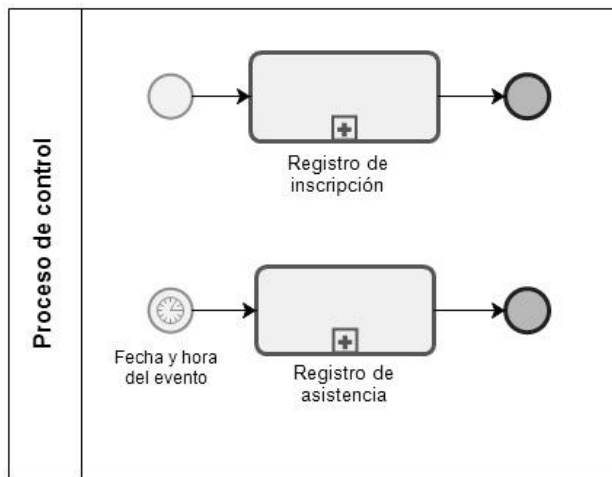 Proceso de control
Registro de
inscripción
Fecha y hora
del evento
Registro de
asistencia